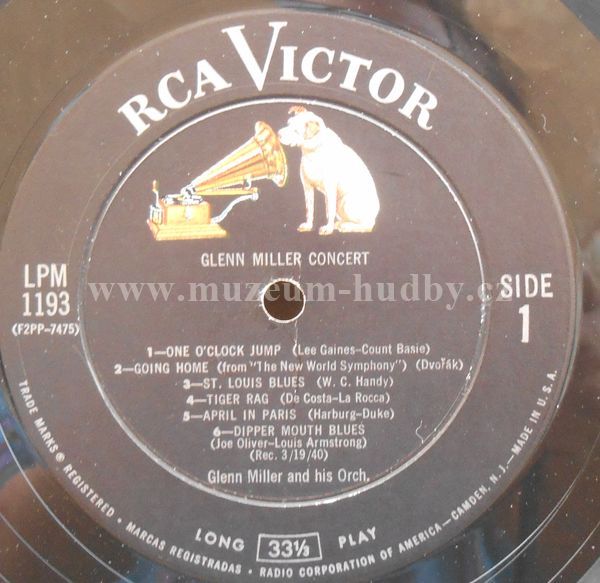 RCA VICTOR
GLENN MILLER CONCERT
LPM
1193
(F2PP-7475)
SIDE
1
www.muzeum-hudby.cz
1—ONE O'CLOCK JUMP (Lee Gaines-Count Basie)
2—GOING HOME (from "The New World Symphony") (Dvořák)
3—ST. LOUIS BLUES (W. C. Handy)
4—TIGER RAG (De Costa-La Rocca)
5—APRIL IN PARIS (Harburg-Duke)
6—DIPPER MOUTH BLUES
(Joe Oliver-Louis Armstrong)
(Rec. 3/19/40)
Glenn Miller and his Orch.
LONG 33⅓ PLAY
TRADE MARKS ® REGISTERED • MARCAS REGISTRADAS • RADIO CORPORATION OF AMERICA—CAMDEN, N.J.—MADE IN U.S.A.